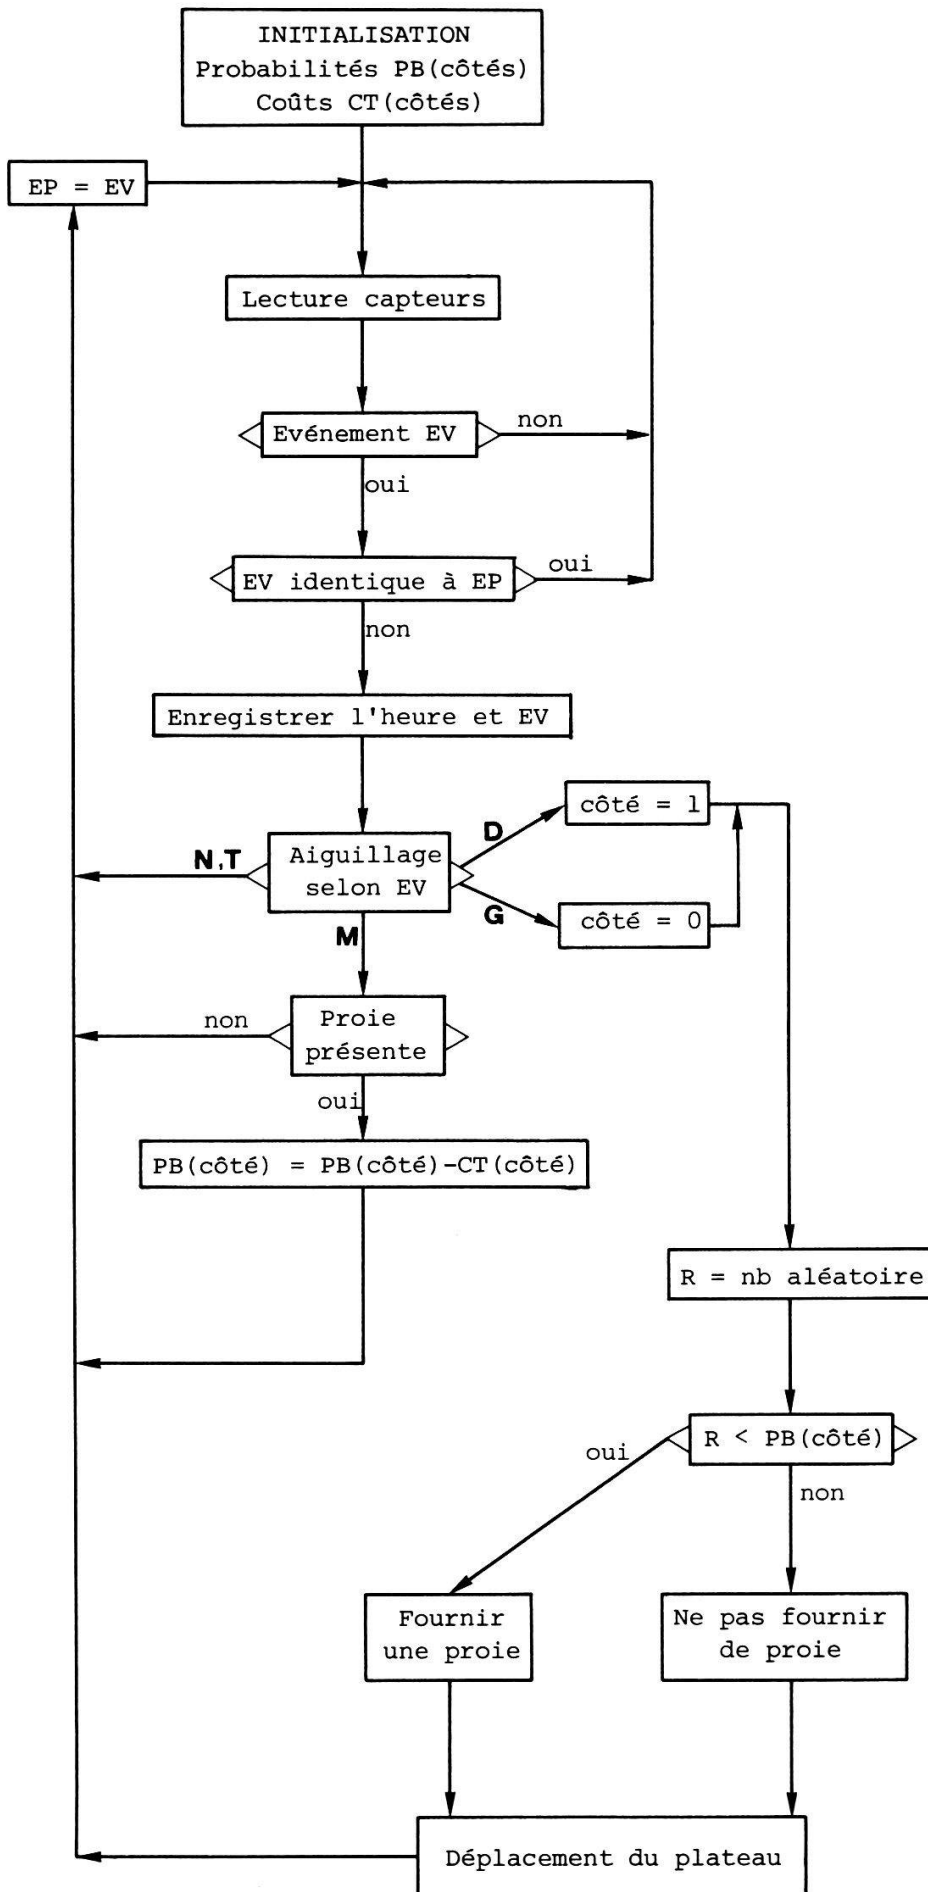 INITIALISATION
Probabilités PB(côtés)
Coûts CT(côtés)
EP = EV
Lecture capteurs
Evénement EV
non
oui
EV identique à EP
oui
non
Enregistrer l'heure et EV
Aiguillage
selon EV
N,T
D
côté = 1
G
côté = 0
M
Proie
présente
non
oui
PB(côté) = PB(côté)-CT(côté)
R = nb aléatoire
R < PB(côté)
oui
non
Fournir
une proie
Ne pas fournir
de proie
Déplacement du plateau